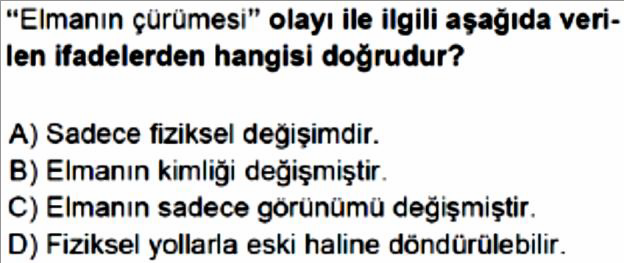 “Elmanın çürümesi” olayı ile ilgili aşağıda veri-
len ifadelerden hangisi doğrudur?
A) Sadece fiziksel değişimdir.
B) Elmanın kimliği değişmiştir.
C) Elmanın sadece görünümü değişmiştir.
D) Fiziksel yollarla eski haline döndürülebilir.